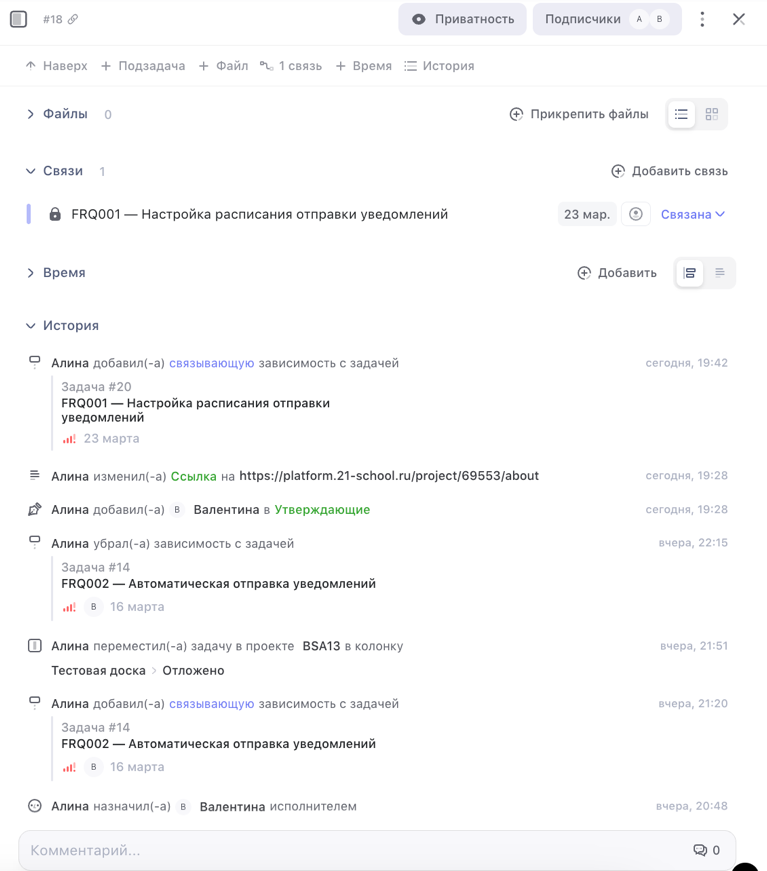 #18 Приватность Подписчики А В
Наверх Подзадача Файл 1 связь Время История
Файлы 0 Прикрепить файлы
Связи 1 Добавить связь
FRQ001 — Настройка расписания отправки уведомлений 23 мар. Связана
Время Добавить
История
Алина добавил(-а) связывающую зависимость с задачей сегодня, 19:42
Задача #20
FRQ001 — Настройка расписания отправки
уведомлений
23 марта
Алина изменил(-а) Ссылка на https://platform.21-school.ru/project/69553/about сегодня, 19:28
Алина добавил(-а) В Валентина в Утверждающие сегодня, 19:28
Алина убрал(-а) зависимость с задачей вчера, 22:15
Задача #14
FRQ002 — Автоматическая отправка уведомлений
В 16 марта
Алина переместил(-а) задачу в проекте BSA13 в колонку вчера, 21:51
Тестовая доска › Отложено
Алина добавил(-а) связывающую зависимость с задачей вчера, 21:20
Задача #14
FRQ002 — Автоматическая отправка уведомлений
В 16 марта
Алина назначил(-а) В Валентина исполнителем вчера, 20:48
Комментарий... 0